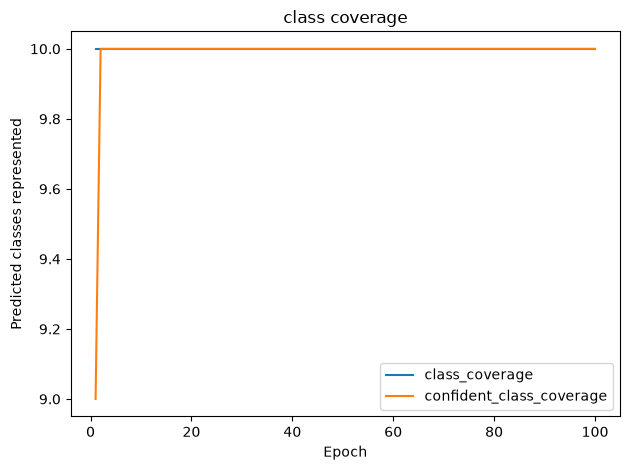 class coverage
10.0
9.8
9.6
9.4
9.2
9.0
Predicted classes represented
class_coverage
confident_class_coverage
0 20 40 60 80 100
Epoch